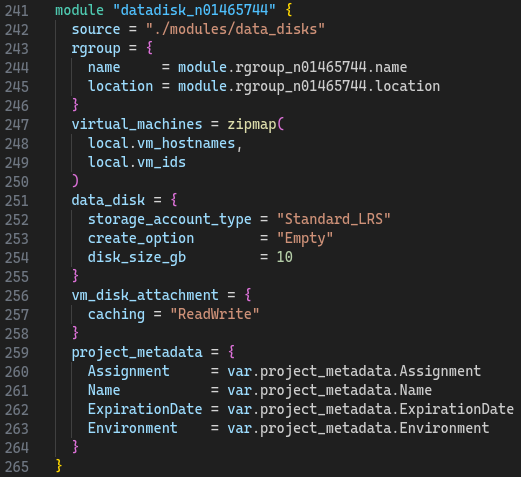 241 module "datadisk_n01465744" {
242   source = "./modules/data_disks"
243   rgroup = {
244     name     = module.rgroup_n01465744.name
245     location = module.rgroup_n01465744.location
246   }
247   virtual_machines = zipmap(
248     local.vm_hostnames,
249     local.vm_ids
250   )
251   data_disk = {
252     storage_account_type = "Standard_LRS"
253     create_option        = "Empty"
254     disk_size_gb         = 10
255   }
256   vm_disk_attachment = {
257     caching = "ReadWrite"
258   }
259   project_metadata = {
260     Assignment     = var.project_metadata.Assignment
261     Name           = var.project_metadata.Name
262     ExpirationDate = var.project_metadata.ExpirationDate
263     Environment    = var.project_metadata.Environment
264   }
265 }